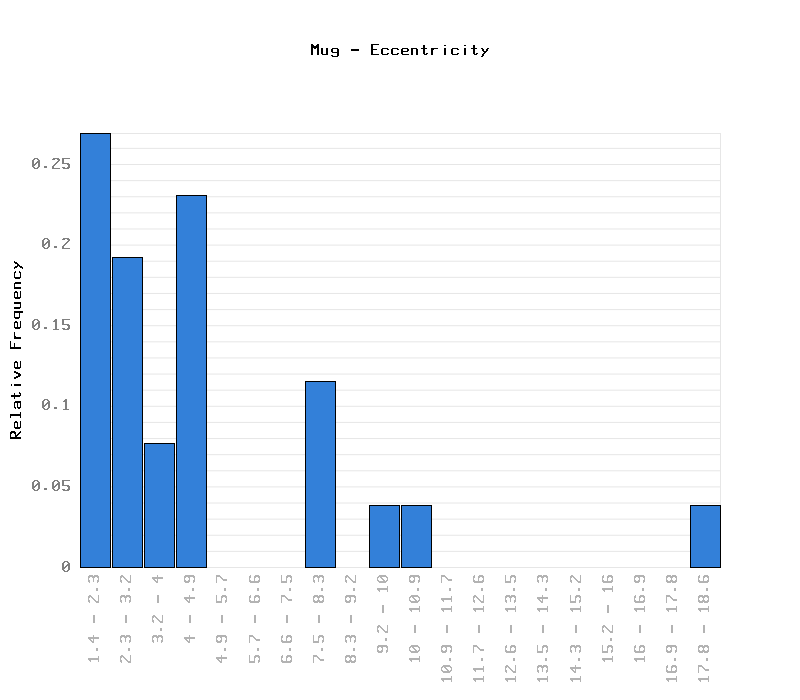 Mug - Eccentricity
Relative Frequency
0.25
0.2
0.15
0.1
0.05
0
1.4 - 2.3
2.3 - 3.2
3.2 - 4
4 - 4.9
4.9 - 5.7
5.7 - 6.6
6.6 - 7.5
7.5 - 8.3
8.3 - 9.2
9.2 - 10
10 - 10.9
10.9 - 11.7
11.7 - 12.6
12.6 - 13.5
13.5 - 14.3
14.3 - 15.2
15.2 - 16
16 - 16.9
16.9 - 17.8
17.8 - 18.6